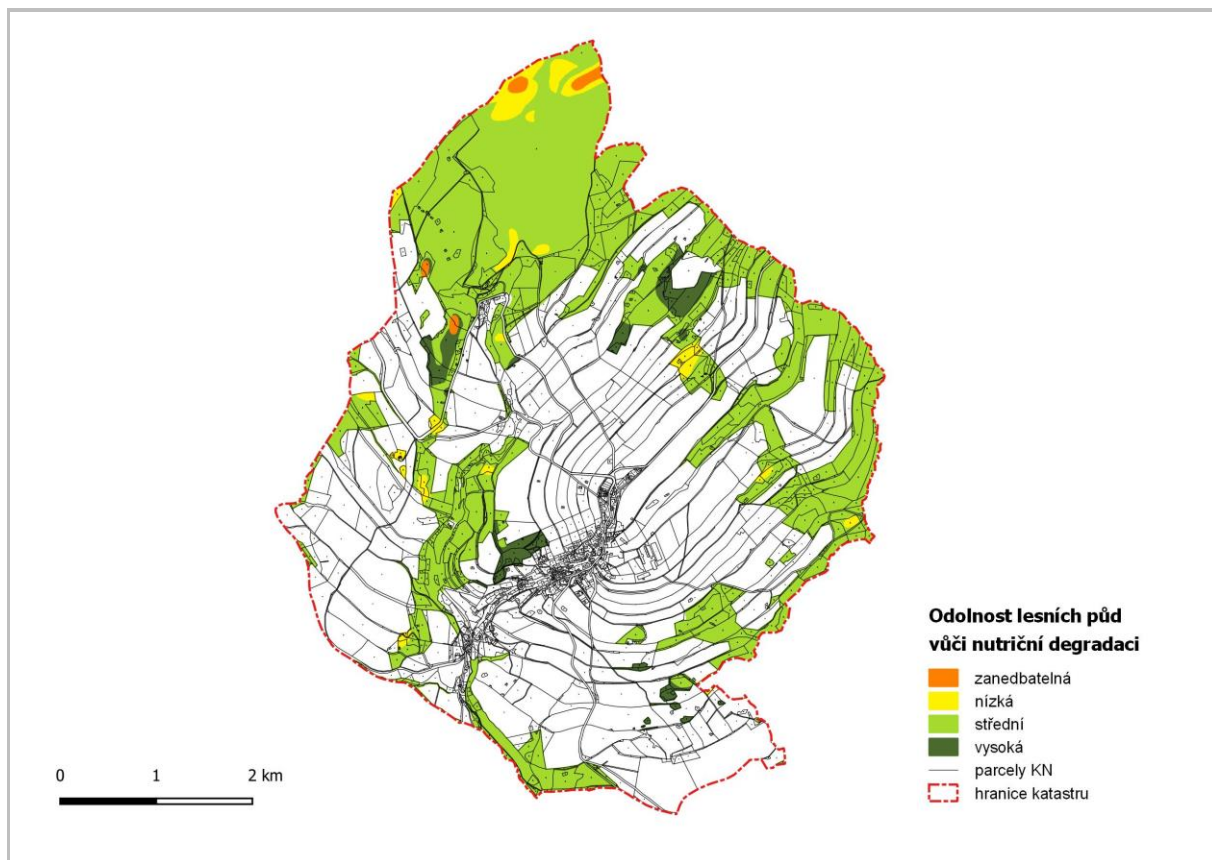 Odolnost lesních půd
vůči nutriční degradaci
zanedbatelná
nízká
střední
vysoká
parcely KN
hranice katastru
0 1 2 km